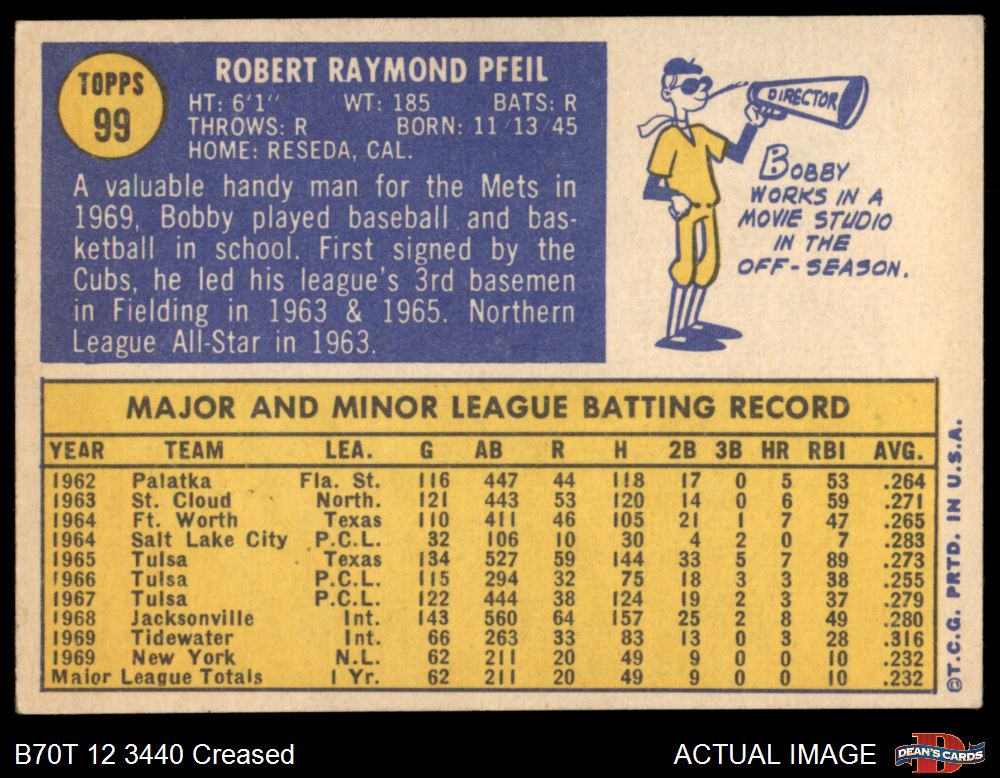 TOPPS
99
ROBERT RAYMOND PFEIL
HT: 6'1" WT: 185 BATS: R
THROWS: R BORN: 11/13/45
HOME: RESEDA, CAL.
A valuable handy man for the Mets in
1969, Bobby played baseball and bas-
ketball in school. First signed by the
Cubs, he led his league's 3rd basemen
in Fielding in 1963 & 1965. Northern
League All-Star in 1963.
DIRECTOR
BOBBY
WORKS IN A
MOVIE STUDIO
IN THE
OFF-SEASON.
MAJOR AND MINOR LEAGUE BATTING RECORD
YEAR TEAM LEA. G AB R H 2B 3B HR RBI AVG.
1962 Palatka Fla. St. 116 447 44 118 17 0 5 53 .264
1963 St. Cloud North. 121 443 53 120 14 0 6 59 .271
1964 Ft. Worth Texas 110 411 46 105 21 1 7 47 .265
1964 Salt Lake City P.C.L. 32 106 10 30 4 2 0 7 .283
1965 Tulsa Texas 134 527 59 144 33 5 7 89 .273
1966 Tulsa P.C.L. 115 294 32 75 18 3 3 38 .255
1967 Tulsa P.C.L. 122 444 38 124 19 2 3 37 .279
1968 Jacksonville Int. 143 560 64 157 25 2 8 49 .280
1969 Tidewater Int. 66 263 33 83 13 0 3 28 .316
1969 New York N.L. 62 211 20 49 9 0 0 10 .232
Major League Totals 1 Yr. 62 211 20 49 9 0 0 10 .232
©T.C.G. PRTD. IN U.S.A.
B70T 12 3440 Creased
ACTUAL IMAGE
DEAN'S CARDS